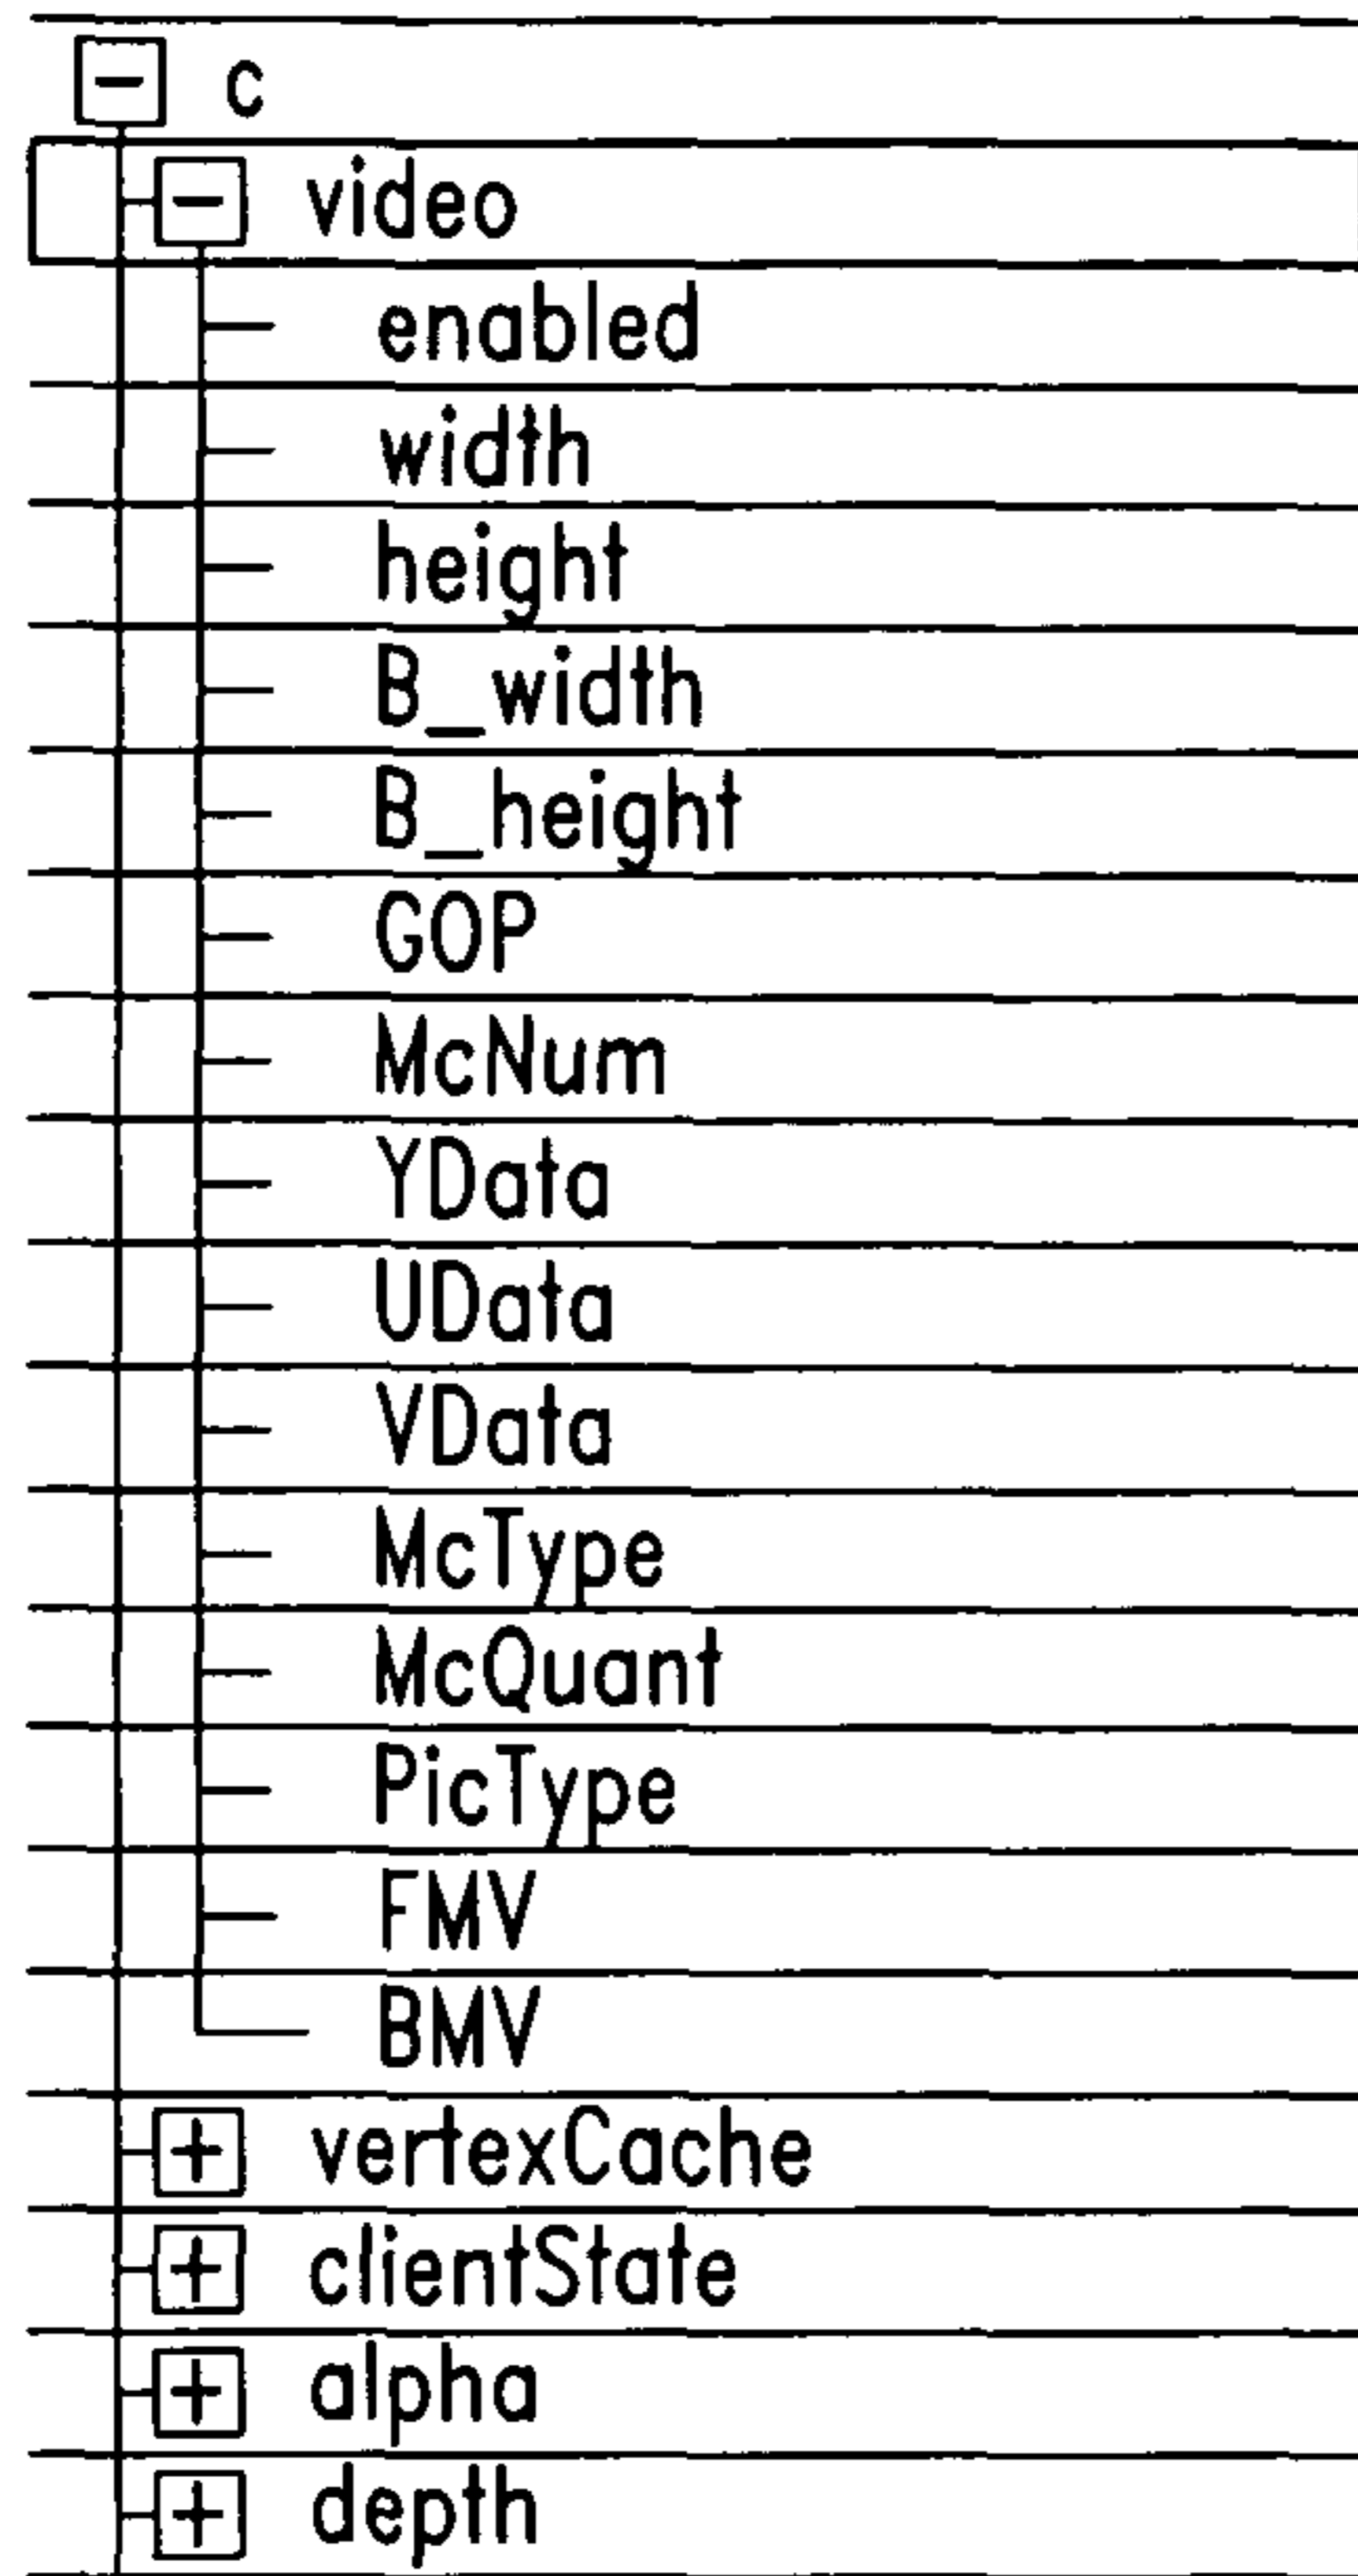 c
video
enabled
width
height
B_width
B_height
GOP
McNum
YData
UData
VData
McType
McQuant
PicType
FMV
BMV
vertexCache
clientState
alpha
depth